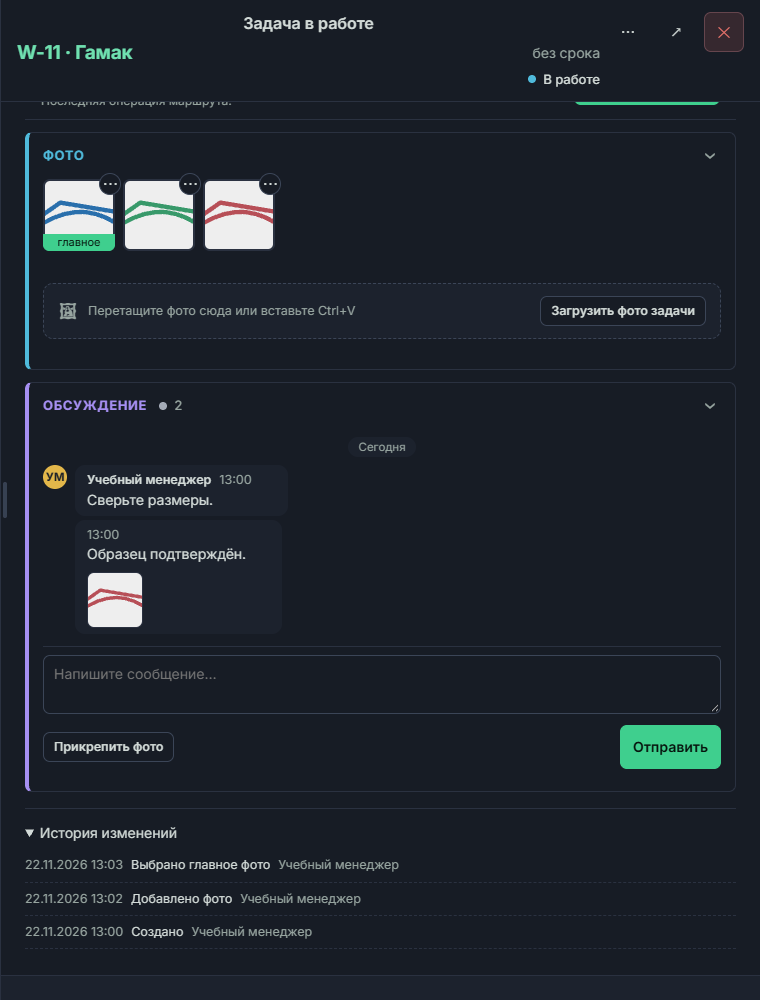 Задача в работе
W-11 · Гамак
без срока
В работе
Последняя операция маршрута.
ФОТО
главное
Перетащите фото сюда или вставьте Ctrl+V
Загрузить фото задачи
ОБСУЖДЕНИЕ 2
Сегодня
УМ
Учебный менеджер 13:00
Сверьте размеры.
13:00
Образец подтверждён.
Напишите сообщение...
Прикрепить фото
Отправить
История изменений
22.11.2026 13:03 Выбрано главное фото Учебный менеджер
22.11.2026 13:02 Добавлено фото Учебный менеджер
22.11.2026 13:00 Создано Учебный менеджер